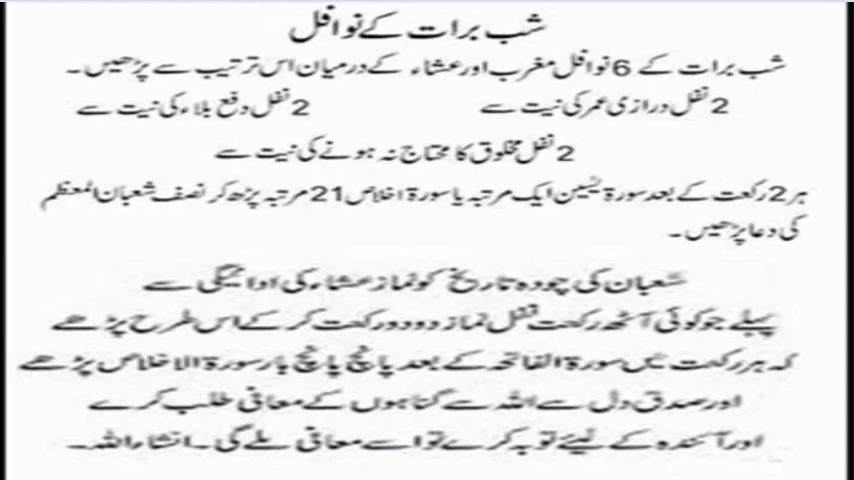 شب برات کے نوافل
شب برات کے 6 نوافل مغرب اور عشاء کے درمیان اس ترتیب سے پڑھیں۔
2 نفل درازی عمر کی نیت سے 2 نفل دفع بلاء کی نیت سے
2 نفل مخلوق کا محتاج نہ ہونے کی نیت سے
ہر 2 رکعت کے بعد سورۃ یٰسین ایک مرتبہ یا سورۃ اخلاص 21 مرتبہ پڑھ کر نصف شعبان المعظم
کی دعا پڑھیں۔
شعبان کی چودہ تاریخ کو نماز عشاء کی ادائیگی سے
پہلے جو کوئی آٹھ رکعت نفل نماز دو دو رکعت کر کے اس طرح پڑھے
کہ ہر رکعت میں سورۃ الفاتحہ کے بعد پانچ پانچ بار سورۃ الاخلاص پڑھے
اور صدق دل سے اللہ سے گناہوں کے معافی طلب کرے
اور آئندہ کے لیئے توبہ کرے تو اسے معافی ملے گی۔ انشاءاللہ۔